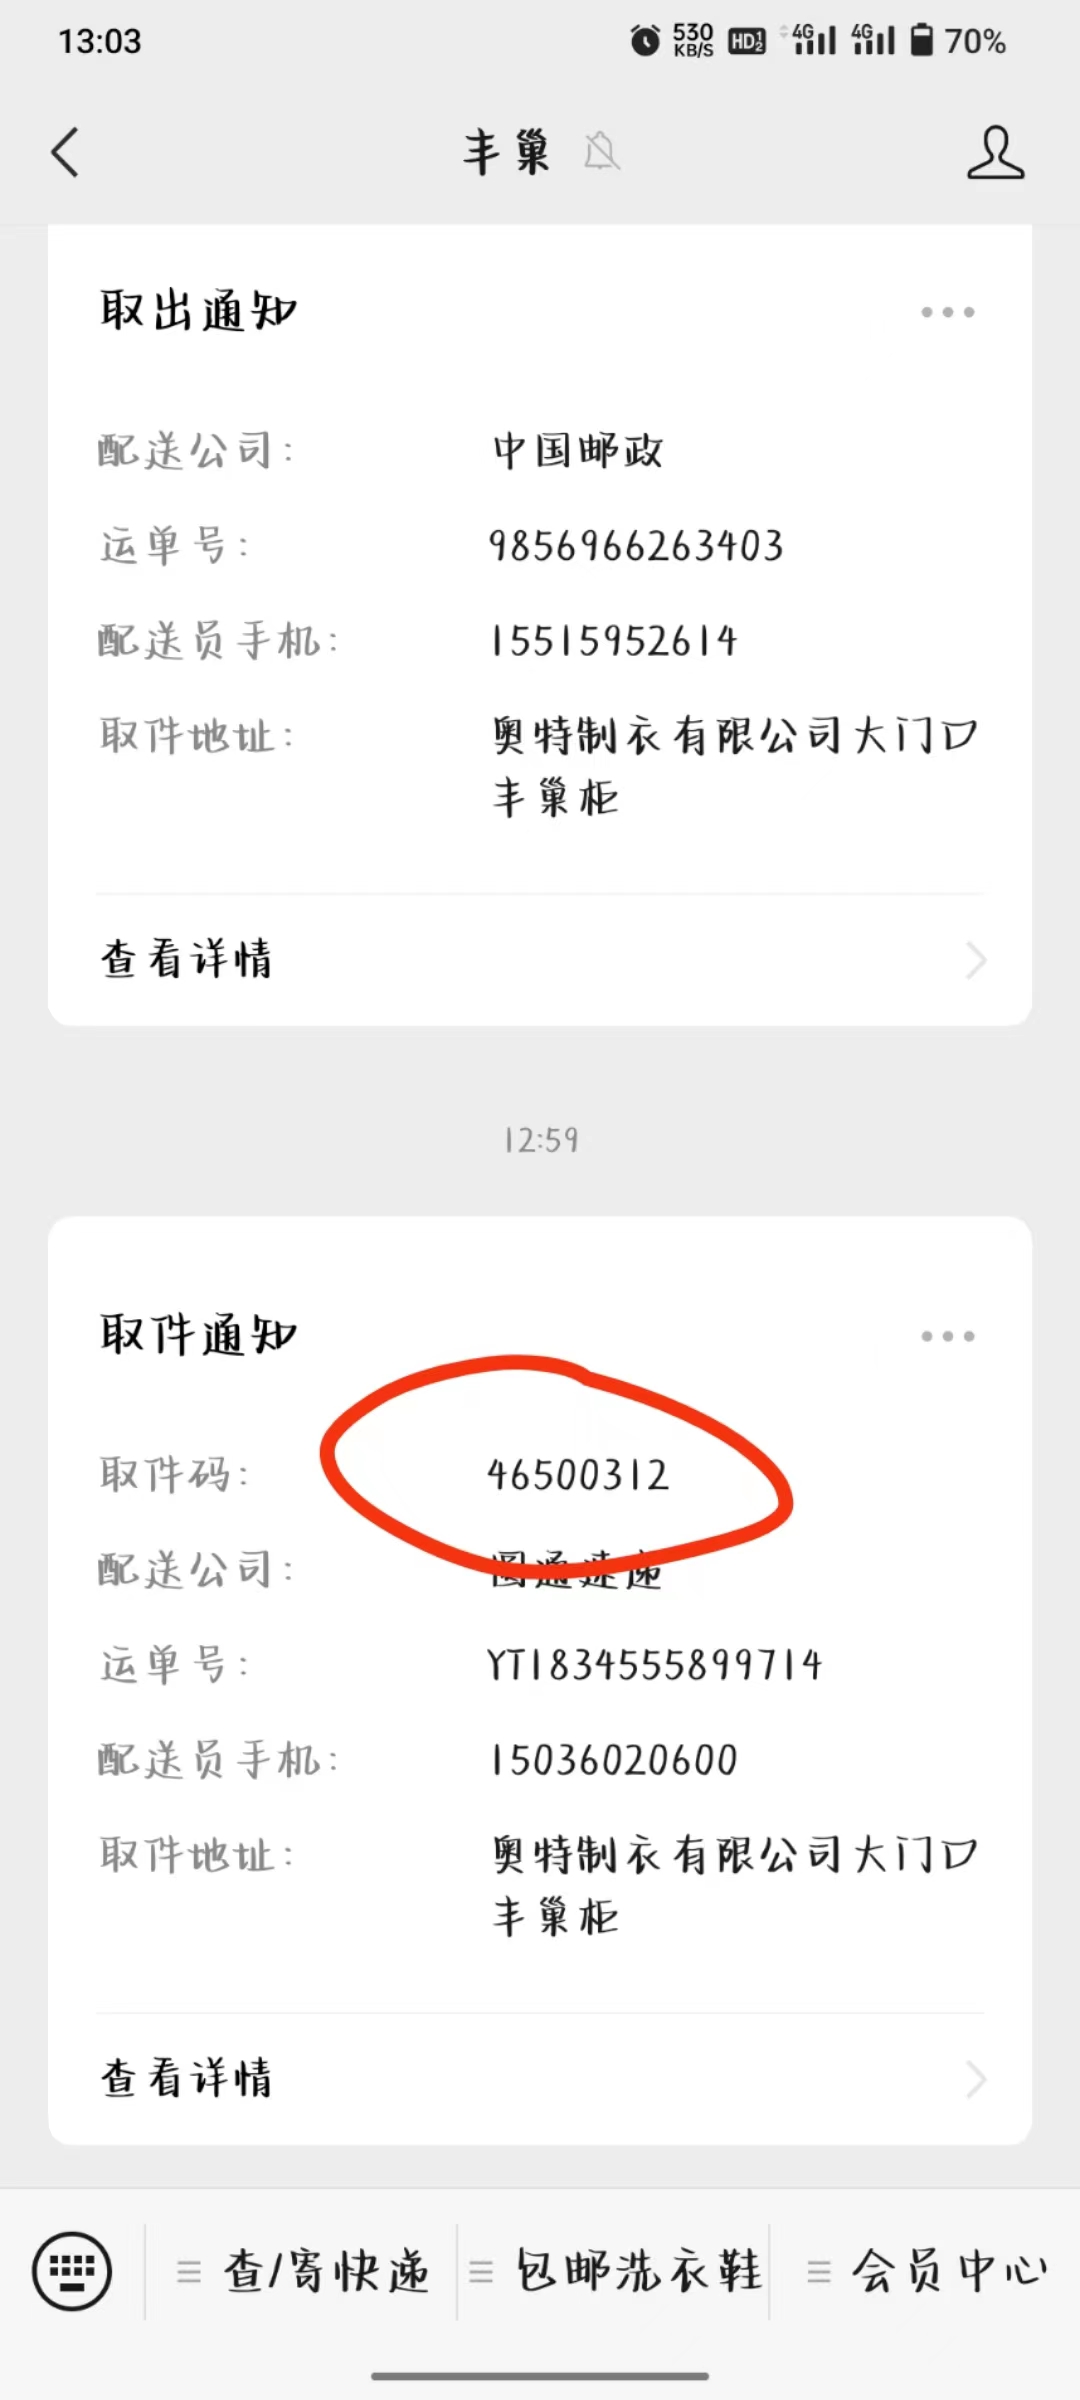 13:03
530
KB/S
HD
4G
4G
70%
丰巢
取出通知
配送公司: 中国邮政
运单号: 9856966263403
配送员手机: 15515952614
取件地址: 奥特制衣有限公司大门口
丰巢柜
查看详情
12:59
取件通知
取件码: 46500312
配送公司: 圆通速递
运单号: YT1834555899714
配送员手机: 15036020600
取件地址: 奥特制衣有限公司大门口
丰巢柜
查看详情
查/寄快递
包邮洗衣鞋
会员中心